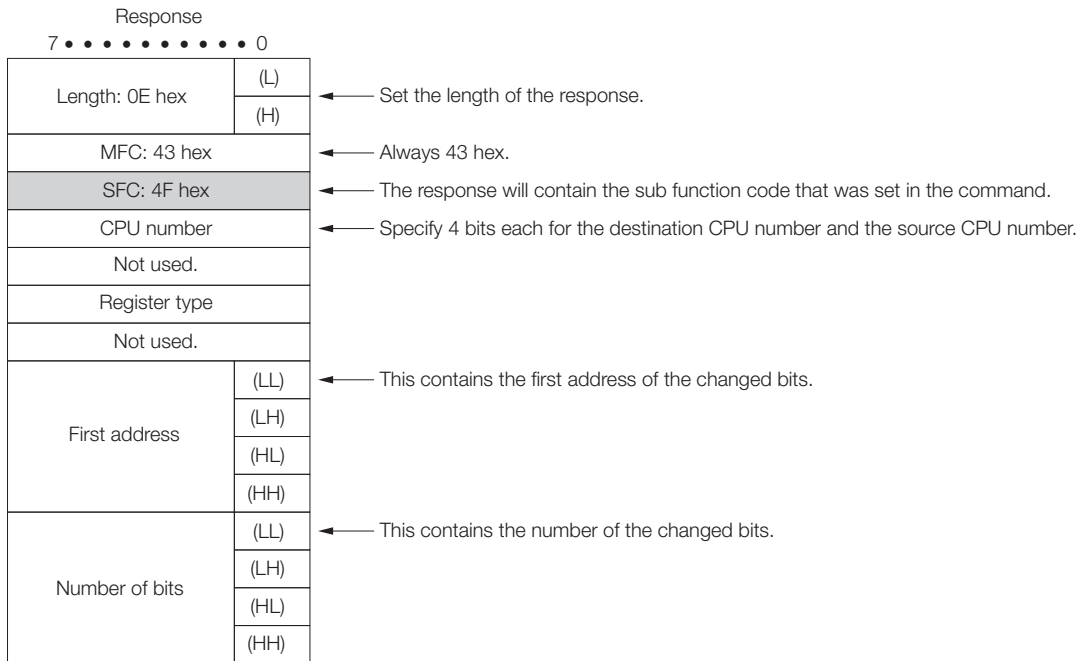 Response
7 • • • • • • • • • • 0
Length: 0E hex
(L)
(H)
Set the length of the response.
MFC: 43 hex
Always 43 hex.
SFC: 4F hex
The response will contain the sub function code that was set in the command.
CPU number
Specify 4 bits each for the destination CPU number and the source CPU number.
Not used.
Register type
Not used.
First address
(LL)
(LH)
(HL)
(HH)
This contains the first address of the changed bits.
Number of bits
(LL)
(LH)
(HL)
(HH)
This contains the number of the changed bits.